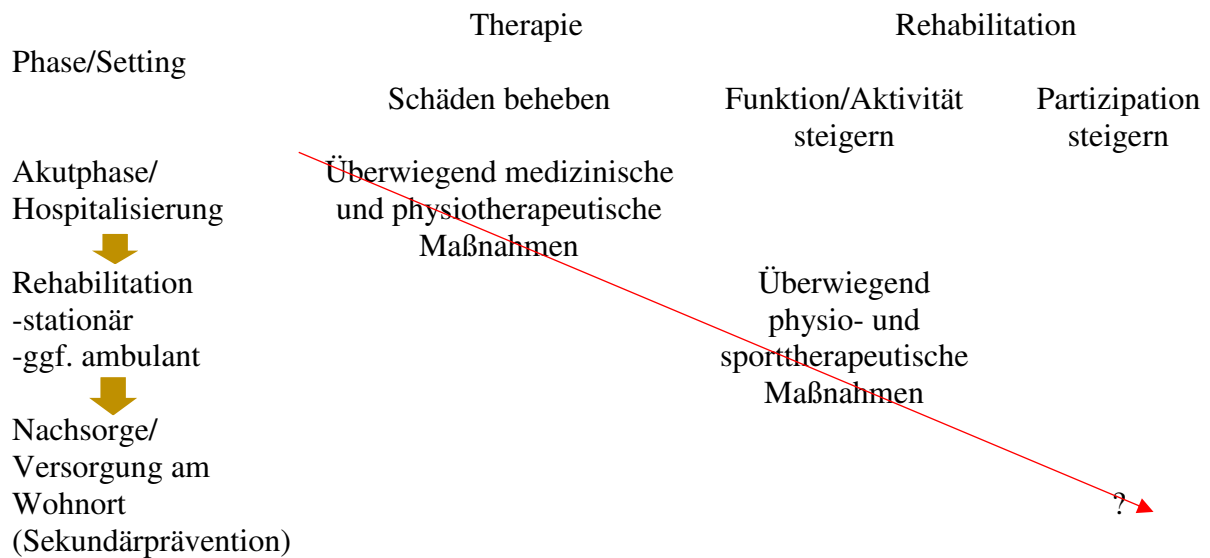 Therapie Rehabilitation
Phase/Setting
Schäden beheben Funktion/Aktivität Partizipation
steigern steigern
Akutphase/ Überwiegend medizinische
Hospitalisierung und physiotherapeutische
Maßnahmen
Rehabilitation Überwiegend
-stationär physio- und
-ggf. ambulant sporttherapeutische
Maßnahmen
Nachsorge/
Versorgung am
Wohnort ?
(Sekundärprävention)